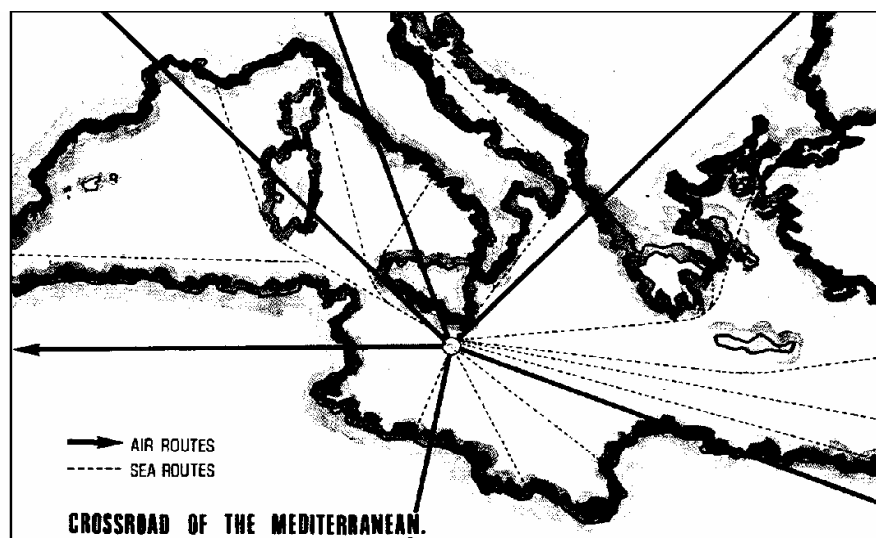 AIR ROUTES
SEA ROUTES
CROSSROAD OF THE MEDITERRANEAN.